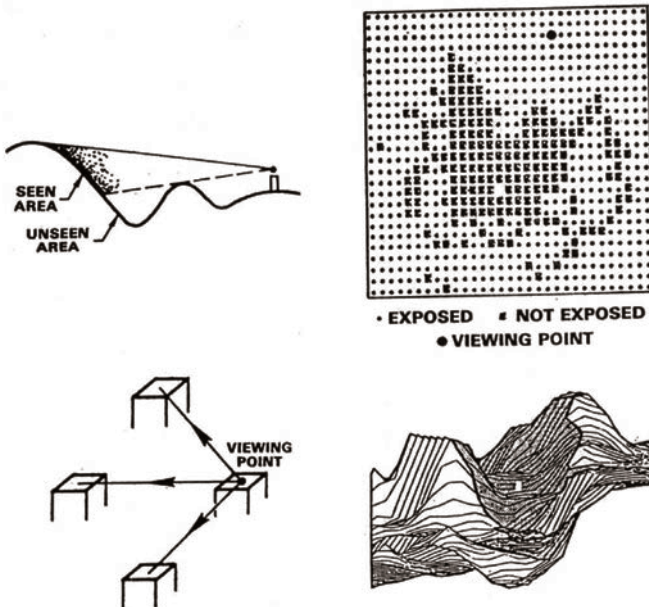 SEEN
AREA
UNSEEN
AREA
• EXPOSED ⁌ NOT EXPOSED
● VIEWING POINT
VIEWING
POINT